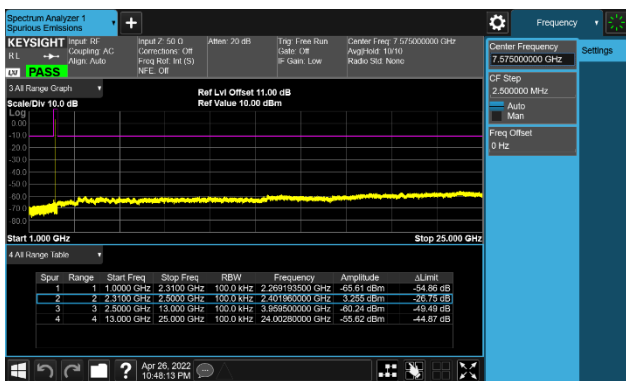 Spectrum Analyzer 1
Spurious Emissions
Frequency
KEYSIGHT Input: RF Input Z: 50 Ω Atten: 20 dB Trig: Free Run Center Freq: 7.575000000 GHz
RL Coupling: AC Corrections: Off Gate: Off Avg|Hold: 10/10
Align: Auto Freq Ref: Int (S) IF Gain: Low Radio Std: None
LXI PASS NFE: Off
Center Frequency
7.575000000 GHz
Settings
CF Step
2.500000 MHz
Auto
Man
Freq Offset
0 Hz
3 All Range Graph
Ref Lvl Offset 11.00 dB
Scale/Div 10.0 dB Ref Value 10.00 dBm
Log
0.00
-10.0
-20.0
-30.0
-40.0
-50.0
-60.0
-70.0
-80.0
Start 1.000 GHz Stop 25.000 GHz
4 All Range Table
Spur Range Start Freq Stop Freq RBW Frequency Amplitude ΔLimit
1 1 1.0000 GHz 2.3100 GHz 100.0 kHz 2.269193500 GHz -65.61 dBm -54.86 dB
2 2 2.3100 GHz 2.5000 GHz 100.0 kHz 2.401960000 GHz 3.255 dBm -26.75 dB
3 3 2.5000 GHz 13.000 GHz 100.0 kHz 3.959500000 GHz -60.24 dBm -49.49 dB
4 4 13.000 GHz 25.000 GHz 100.0 kHz 24.00280000 GHz -55.62 dBm -44.87 dB
Apr 26, 2022
10:48:13 PM